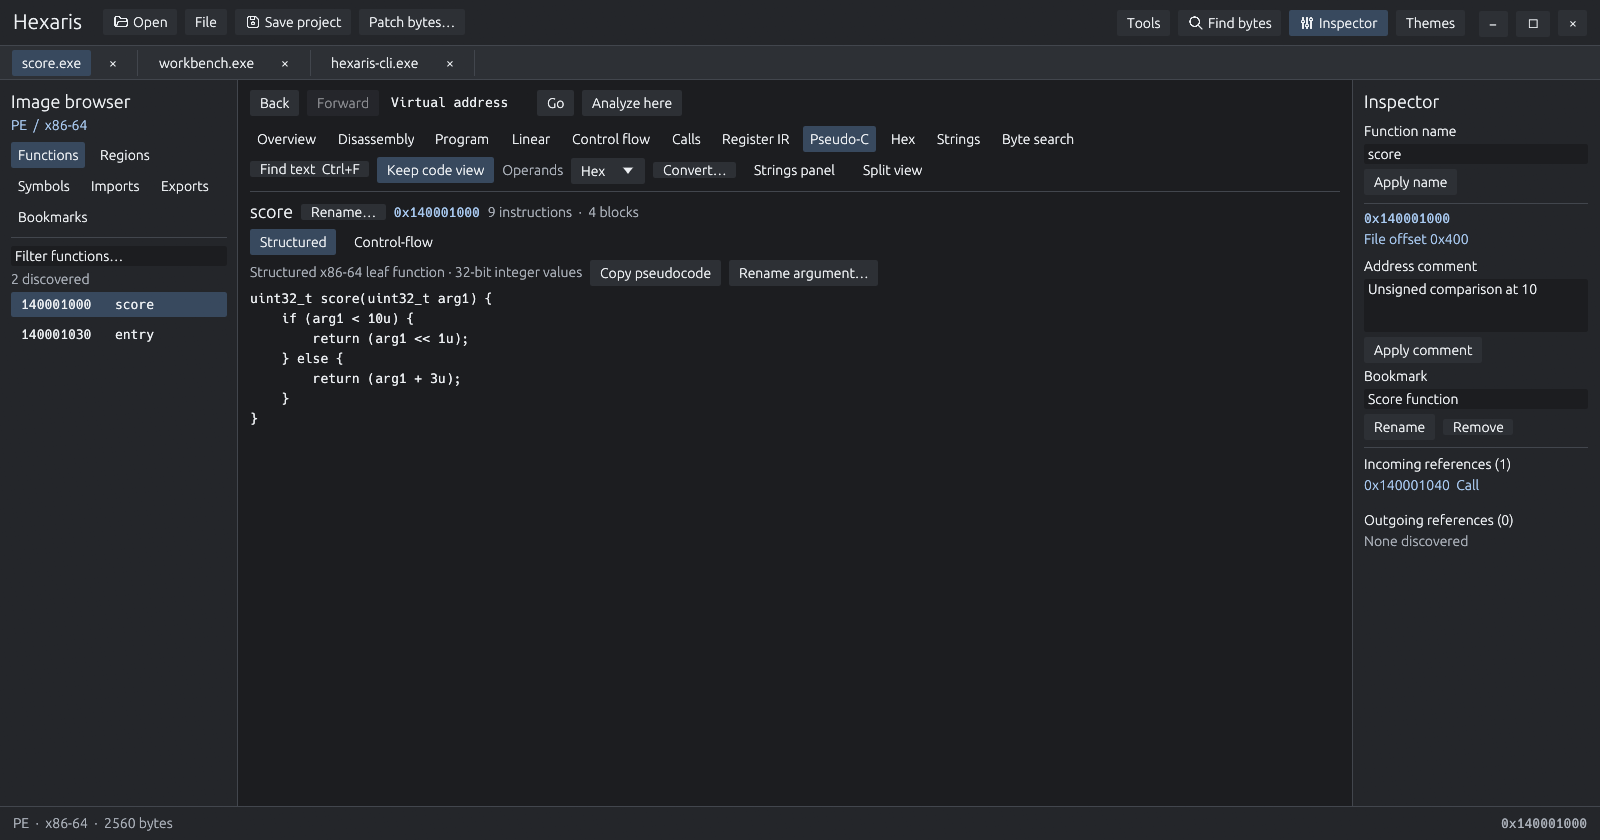 Hexaris Open File Save project Patch bytes... Tools Find bytes Inspector Themes
score.exe × workbench.exe × hexaris-cli.exe ×
Image browser
PE / x86-64
Functions Regions
Symbols Imports Exports
Bookmarks
Filter functions...
2 discovered
140001000 score
140001030 entry
Back Forward Virtual address Go Analyze here
Overview Disassembly Program Linear Control flow Calls Register IR Pseudo-C Hex Strings Byte search
Find text Ctrl+F Keep code view Operands Hex Convert... Strings panel Split view
score Rename... 0x140001000 9 instructions · 4 blocks
Structured Control-flow
Structured x86-64 leaf function · 32-bit integer values Copy pseudocode Rename argument...
uint32_t score(uint32_t arg1) {
    if (arg1 < 10u) {
        return (arg1 << 1u);
    } else {
        return (arg1 + 3u);
    }
}
Inspector
Function name
score
Apply name
0x140001000
File offset 0x400
Address comment
Unsigned comparison at 10
Apply comment
Bookmark
Score function
Rename Remove
Incoming references (1)
0x140001040 Call
Outgoing references (0)
None discovered
PE · x86-64 · 2560 bytes 0x140001000